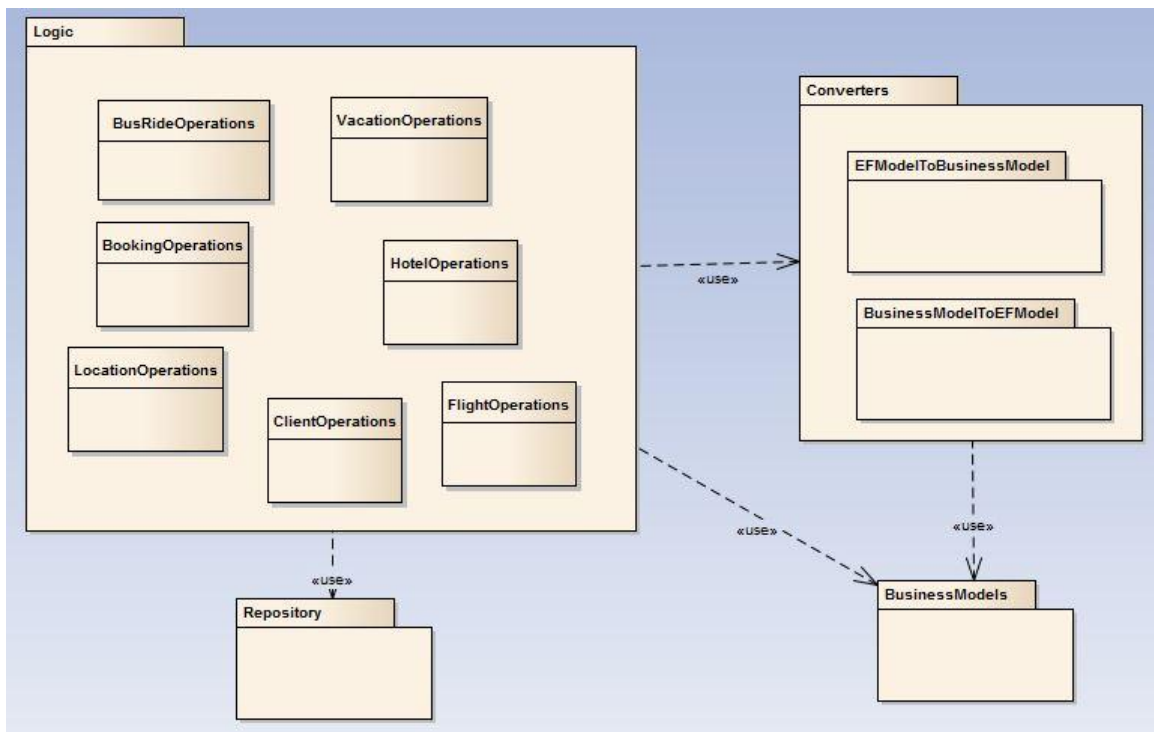 Logic
BusRideOperations
VacationOperations
BookingOperations
HotelOperations
LocationOperations
ClientOperations
FlightOperations
Converters
EFModelToBusinessModel
BusinessModelToEFModel
«use»
«use»
«use»
«use»
Repository
BusinessModels